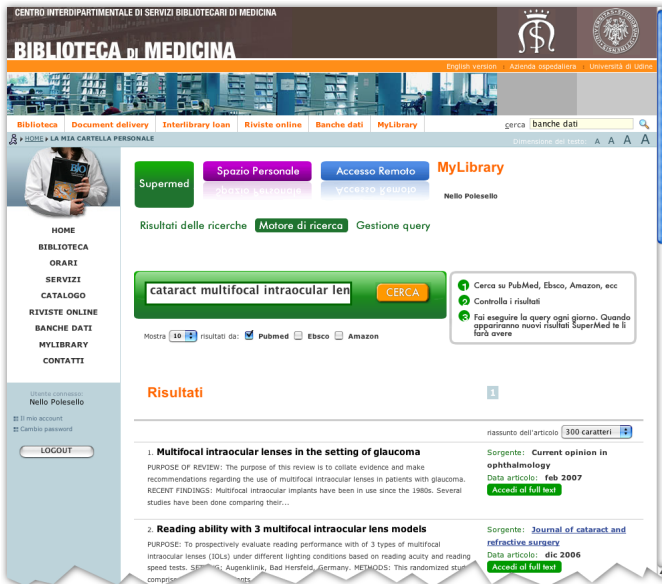 CENTRO INTERDIPARTIMENTALE DI SERVIZI BIBLIOTECARI DI MEDICINA
BIBLIOTECA DI MEDICINA
English version
Azienda ospedaliera
Università di Udine
Biblioteca
Document delivery
Interlibrary loan
Riviste online
Banche dati
MyLibrary
cerca
banche dati
HOME
LA MIA CARTELLA PERSONALE
Dimensione del testo:
A A A A
BIO
HOME
BIBLIOTECA
ORARI
SERVIZI
CATALOGO
RIVISTE ONLINE
BANCHE DATI
MYLIBRARY
CONTATTI
Utente connesso:
Nello Polesello
Il mio account
Cambio password
LOGOUT
Supermed
Spazio Personale
Accesso Remoto
MyLibrary
Nello Polesello
Risultati delle ricerche
Motore di ricerca
Gestione query
cataract multifocal intraocular len
CERCA
Mostra 10 risultati da: Pubmed Ebsco Amazon
1 Cerca su PubMed, Ebsco, Amazon, ecc
2 Controlla i risultati
3 Fai eseguire la query ogni giorno. Quando
appariranno nuovi risultati SuperMed te li
farà avere
Risultati
1
riassunto dell'articolo 300 caratteri
1. Multifocal intraocular lenses in the setting of glaucoma
PURPOSE OF REVIEW: The purpose of this review is to collate evidence and make
recommendations regarding the use of multifocal intraocular lenses in patients with glaucoma.
RECENT FINDINGS: Multifocal intraocular implants have been in use since the 1980s. Several
studies have been done comparing their...
Sorgente: Current opinion in
ophthalmology
Data articolo: feb 2007
Accedi al full text
2. Reading ability with 3 multifocal intraocular lens models
PURPOSE: To prospectively evaluate reading performance with of 3 types of multifocal
intraocular lenses (IOLs) under different lighting conditions based on reading acuity and reading
speed tests. Augenklinik, Bad Hersfeld, Germany. METHODS: This randomized
Sorgente: Journal of cataract and
refractive surgery
Data articolo: dic 2006
Accedi al full text